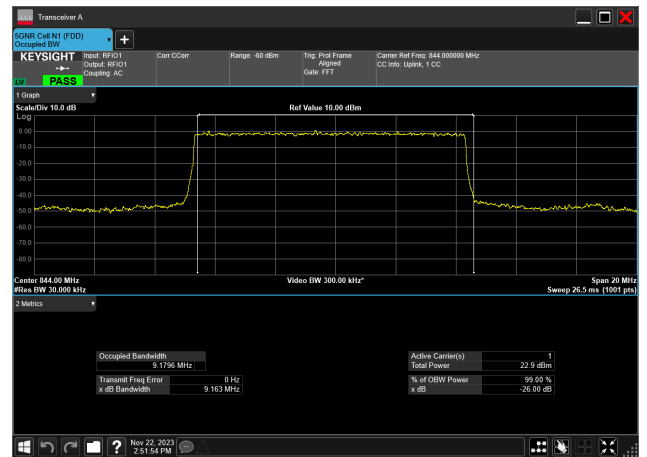 Transceiver A
5GNR Cell N1 (FDD)
Occupied BW
KEYSIGHT
LW PASS
Input: RFIO1
Output: RFIO1
Coupling: AC
Corr CCorr
Range: -60 dBm
Trig: Prot Frame
Aligned
Gate: FFT
Carrier Ref Freq: 844.000000 MHz
CC Info: Uplink, 1 CC
1 Graph
Scale/Div 10.0 dB
Ref Value 10.00 dBm
Log
0.00
-10.0
-20.0
-30.0
-40.0
-50.0
-60.0
-70.0
-80.0
Center 844.00 MHz
#Res BW 30.000 kHz
Video BW 300.00 kHz*
Span 20 MHz
Sweep 26.5 ms (1001 pts)
2 Metrics
Occupied Bandwidth
9.1796 MHz
Transmit Freq Error 0 Hz
x dB Bandwidth 9.163 MHz
Active Carrier(s) 1
Total Power 22.9 dBm
% of OBW Power 99.00 %
x dB -26.00 dB
Nov 22, 2023
2:51:54 PM